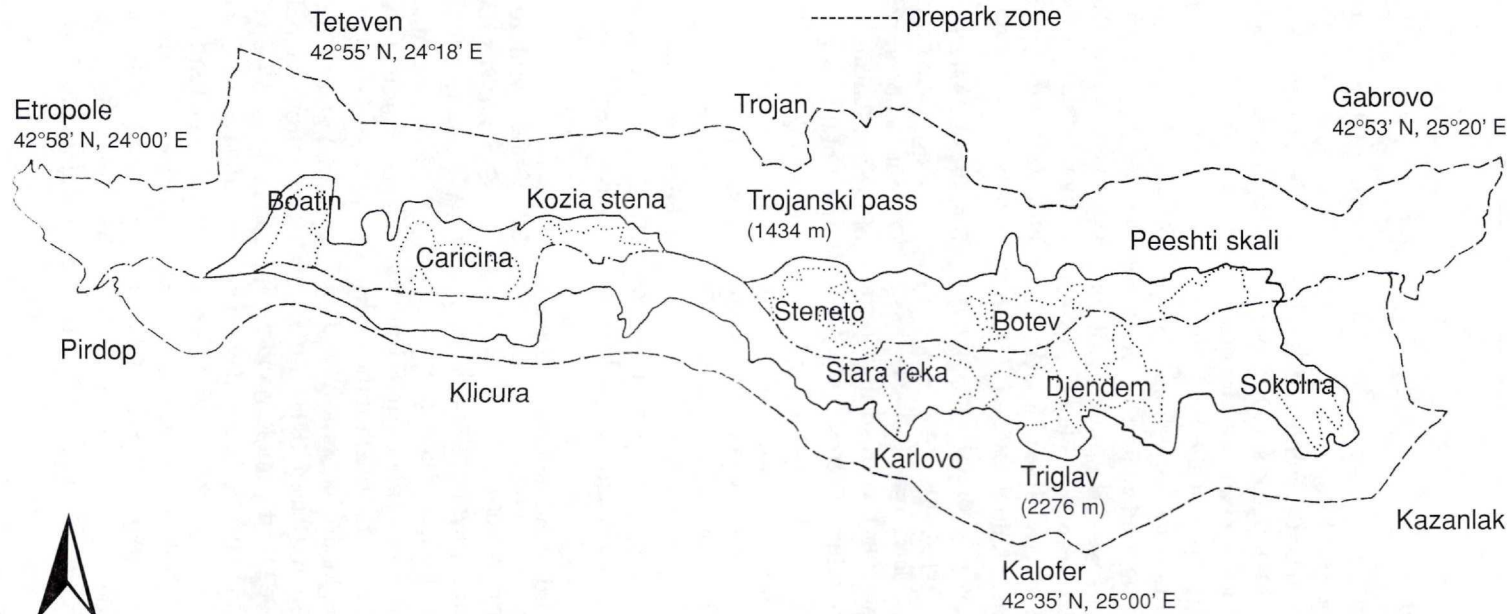 prepark zone
Teteven
42°55' N, 24°18' E
Etropole
42°58' N, 24°00' E
Trojan
Gabrovo
42°53' N, 25°20' E
Boatin
Kozia stena
Trojanski pass
(1434 m)
Peeshti skali
Caricina
Steneto
Botev
Pirdop
Klicura
Stara reka
Djendem
Sokolna
Karlovo
Triglav
(2276 m)
Kazanlak
Kalofer
42°35' N, 25°00' E